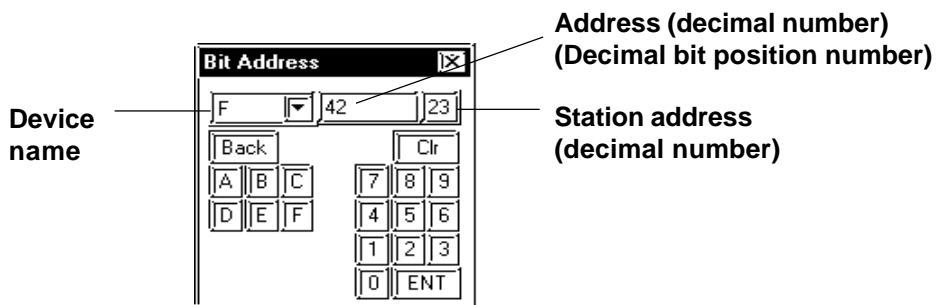 Address (decimal number)
(Decimal bit position number)
Bit Address
Device
name
F 42 23
Station address
(decimal number)
Back Clr
A B C 7 8 9
D E F 4 5 6
1 2 3
0 ENT